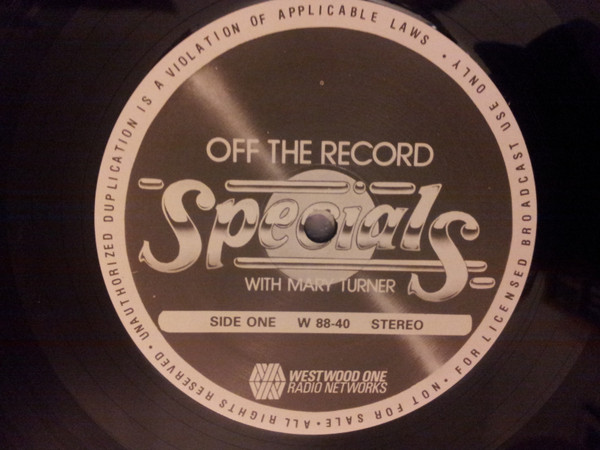 OFF THE RECORD
Specials
WITH MARY TURNER
SIDE ONE W 88-40 STEREO
WESTWOOD ONE
RADIO NETWORKS
UNAUTHORIZED DUPLICATION IS A VIOLATION OF APPLICABLE LAWS • FOR LICENSED BROADCAST USE ONLY • NOT FOR SALE • ALL RIGHTS RESERVED •